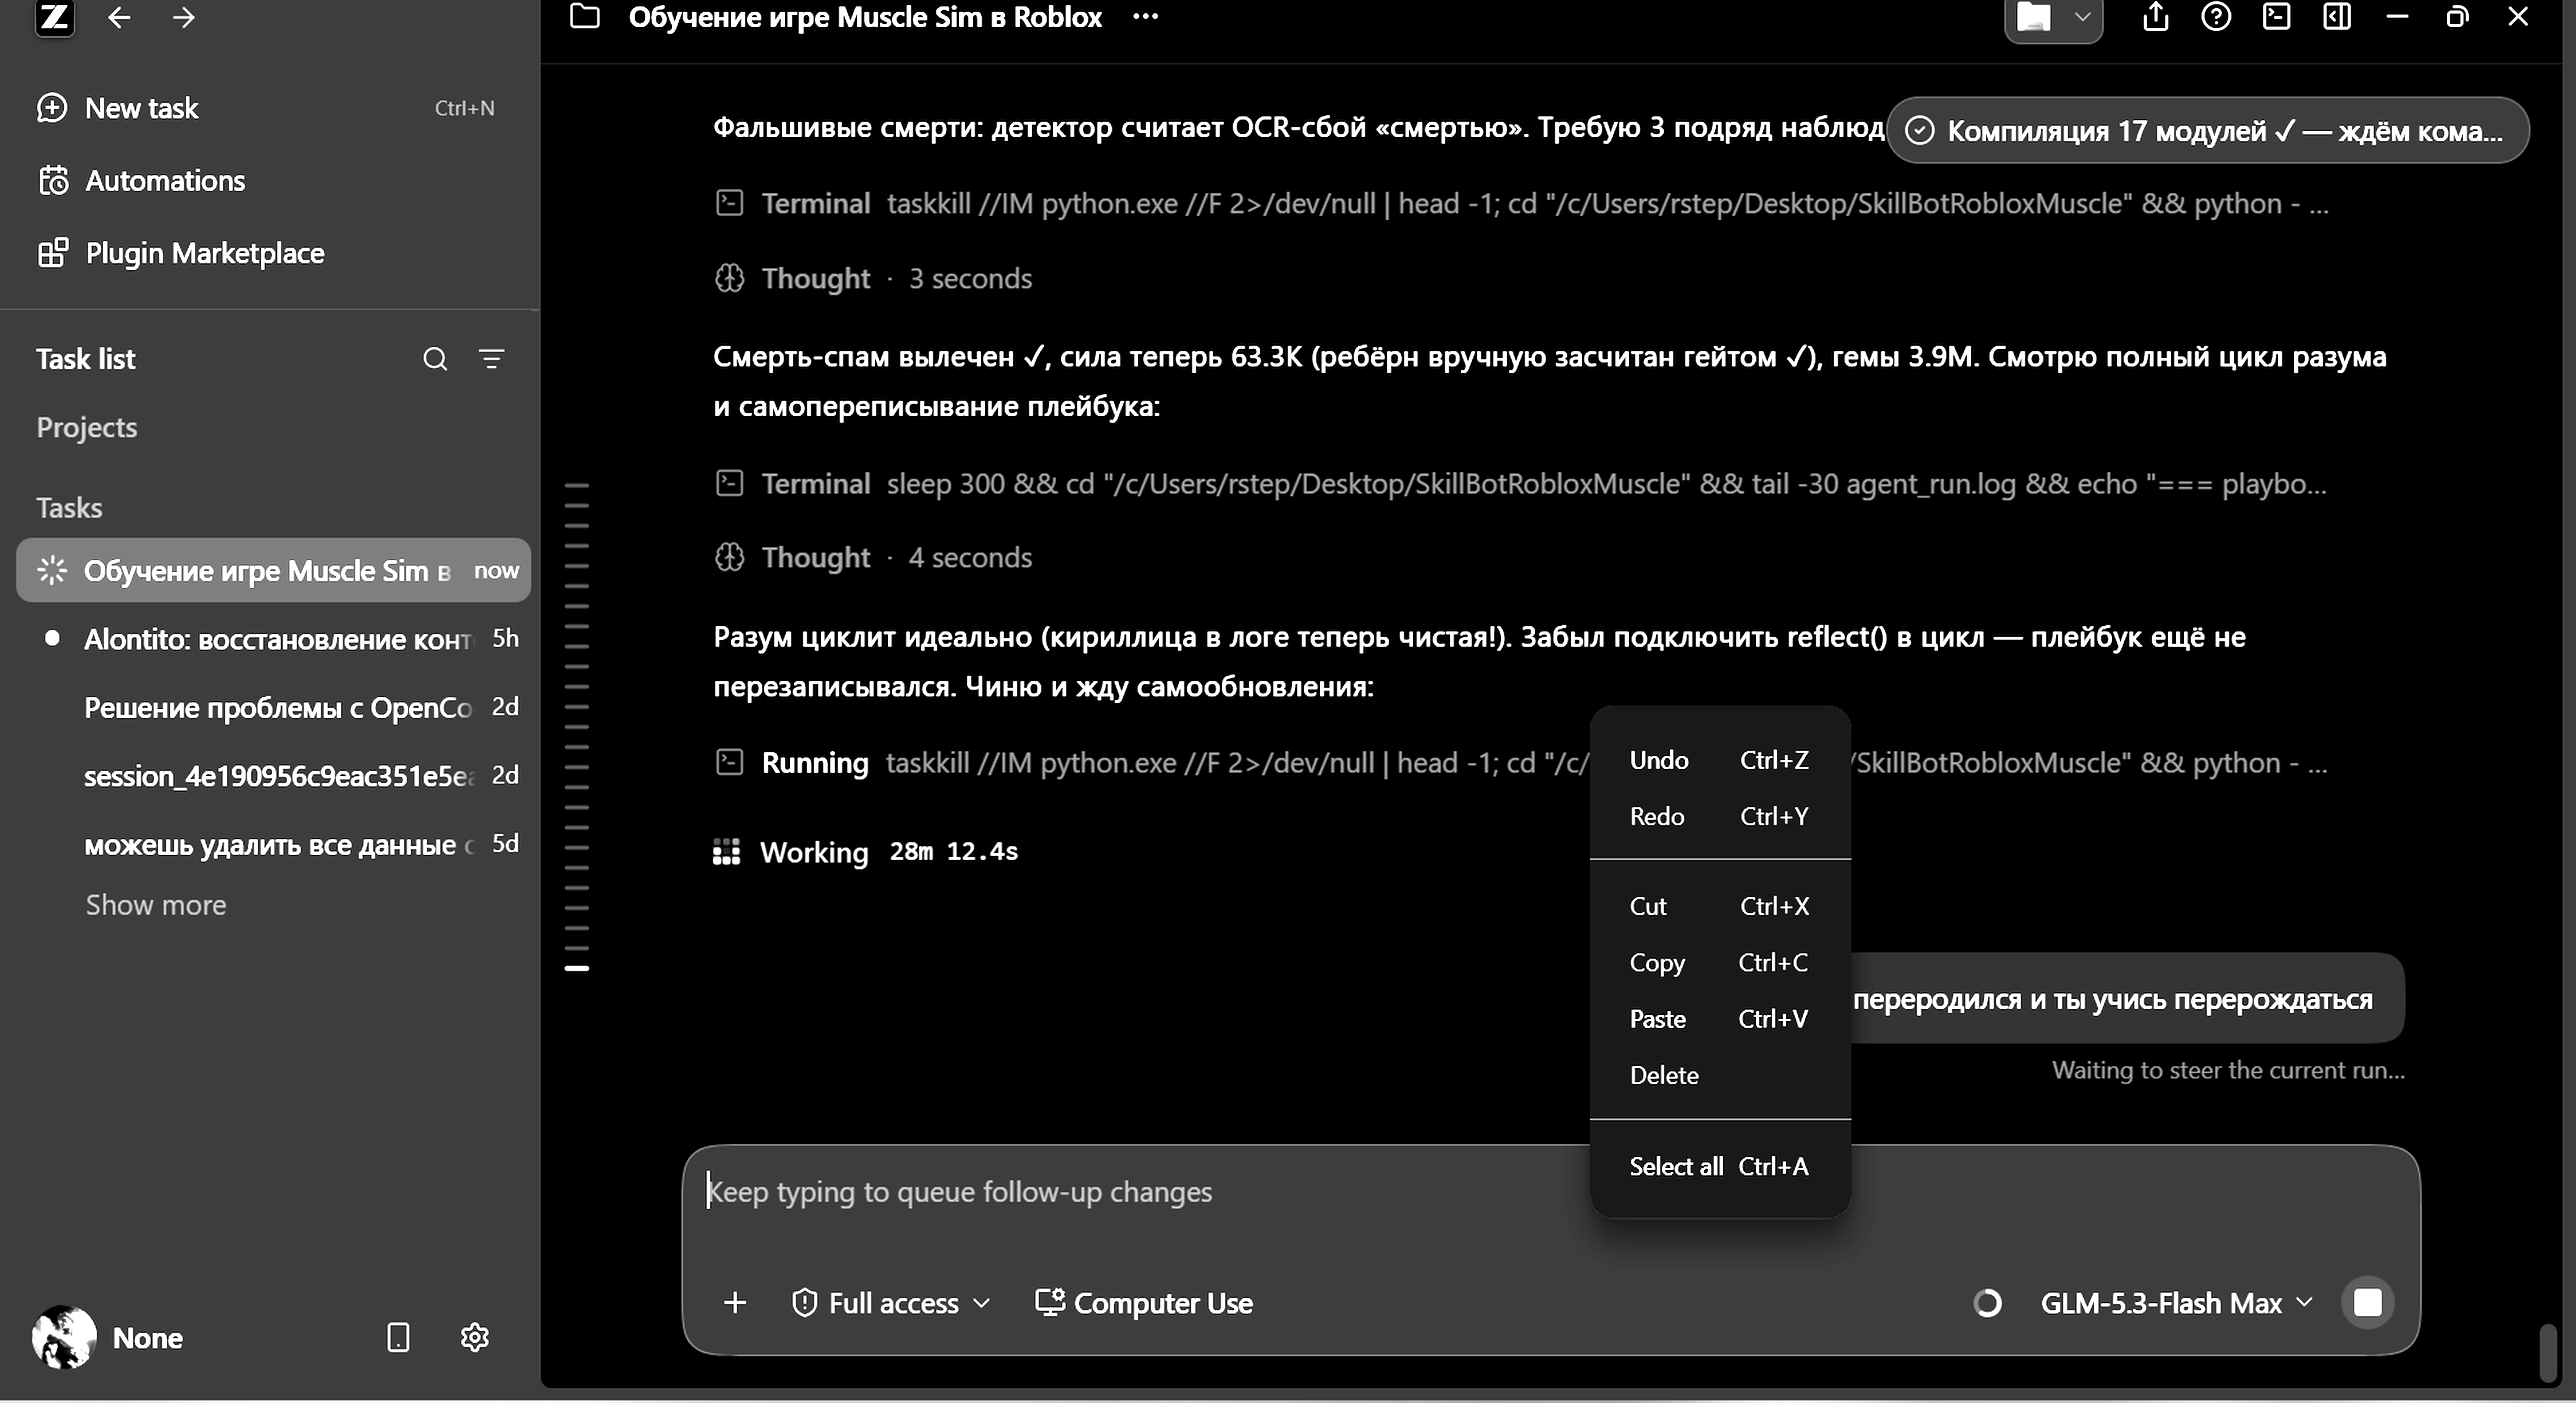 Z
Обучение игре Muscle Sim в Roblox ...
New task Ctrl+N
Automations
Plugin Marketplace
Task list
Projects
Tasks
Обучение игре Muscle Sim в now
Alontito: восстановление конт 5h
Решение проблемы с OpenCo 2d
session_4e190956c9eac351e5ea 2d
можешь удалить все данные с 5d
Show more
None
Фальшивые смерти: детектор считает OCR-сбой «смертью». Требую 3 подряд наблюд
Компиляция 17 модулей ✓ — ждём кома...
Terminal taskkill //IM python.exe //F 2>/dev/null | head -1; cd "/c/Users/rstep/Desktop/SkillBotRobloxMuscle" && python - ...
Thought · 3 seconds
Смерть-спам вылечен ✓, сила теперь 63.3K (ребёрн вручную засчитан гейтом ✓), гемы 3.9M. Смотрю полный цикл разума
и самопереписывание плейбука:
Terminal sleep 300 && cd "/c/Users/rstep/Desktop/SkillBotRobloxMuscle" && tail -30 agent_run.log && echo "=== playbo...
Thought · 4 seconds
Разум циклит идеально (кириллица в логе теперь чистая!). Забыл подключить reflect() в цикл — плейбук ещё не
перезаписывался. Чиню и жду самообновления:
Running taskkill //IM python.exe //F 2>/dev/null | head -1; cd "/c/ /SkillBotRobloxMuscle" && python - ...
Working 28m 12.4s
Undo Ctrl+Z
Redo Ctrl+Y
Cut Ctrl+X
Copy Ctrl+C
Paste Ctrl+V
Delete
Select all Ctrl+A
переродился и ты учись перерождаться
Waiting to steer the current run...
Keep typing to queue follow-up changes
Full access
Computer Use
GLM-5.3-Flash Max